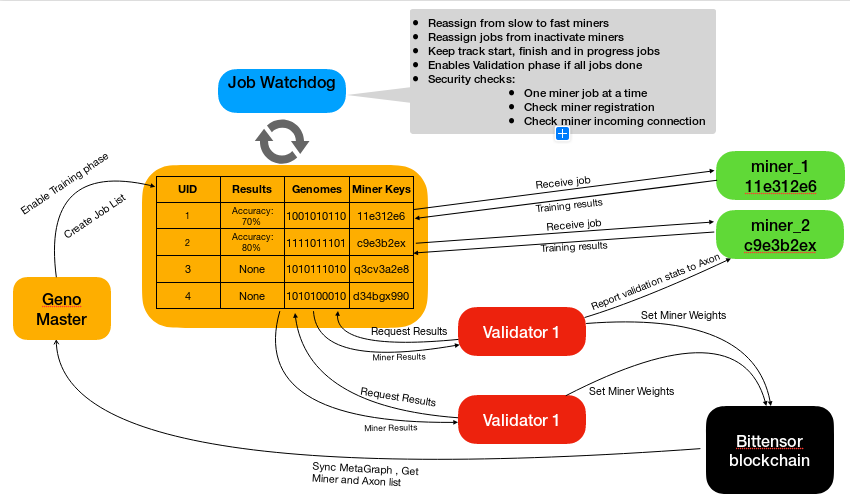 Reassign from slow to fast miners
Reassign jobs from inactivate miners
Keep track start, finish and in progress jobs
Enables Validation phase if all jobs done
Security checks:
One miner job at a time
Check miner registration
Check miner incoming connection
Job Watchdog
Enable Training phase
Create Job List
UID Results Genomes Miner Keys
1 Accuracy: 70% 1001010110 11e312e6
2 Accuracy: 80% 1111011101 c9e3b2ex
3 None 1010111010 q3cv3a2e8
4 None 1010100010 d34bgx990
Receive job
Training results
Receive job
Training results
miner_1
11e312e6
miner_2
c9e3b2ex
Geno
Master
Report validation stats to Axon
Request Results
Miner Results
Validator 1
Set Miner Weights
Request Results
Miner Results
Validator 1
Set Miner Weights
Bittensor
blockchain
Sync MetaGraph , Get
Miner and Axon list